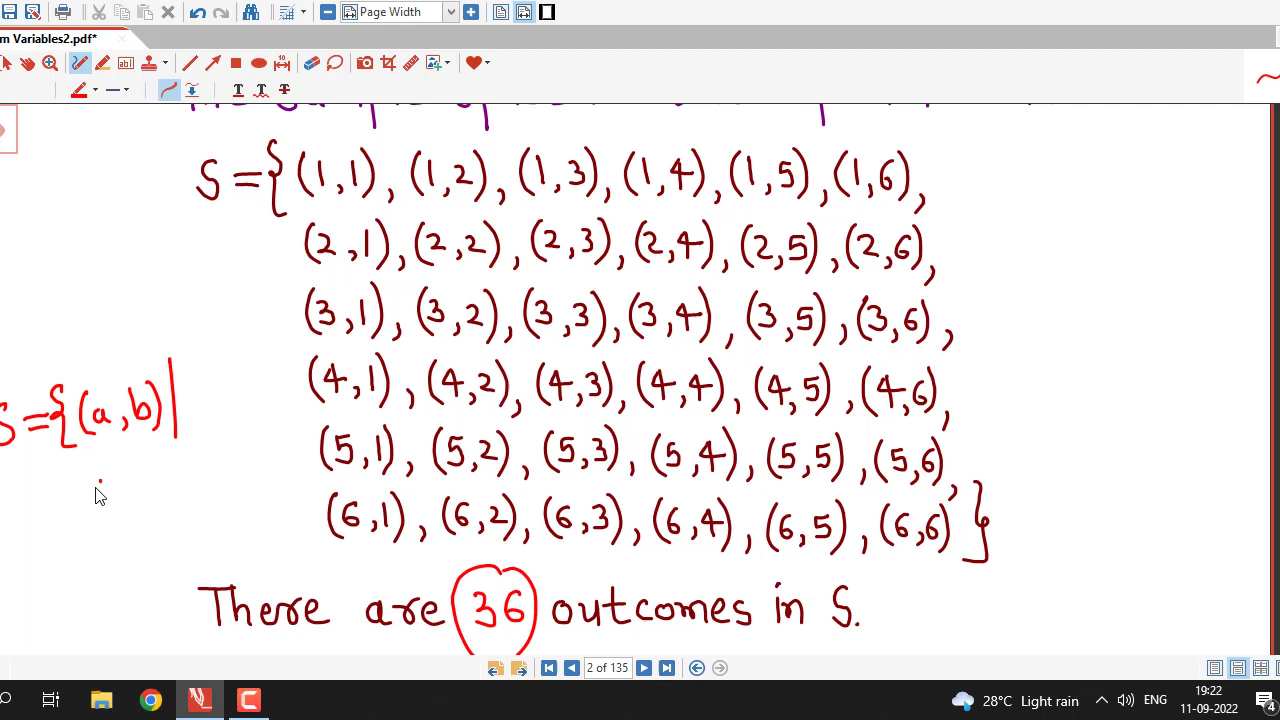 Page Width
m Variables2.pdf*
S={(1,1), (1,2), (1,3), (1,4), (1,5), (1,6),
(2,1), (2,2), (2,3), (2,4), (2,5), (2,6),
(3,1), (3,2), (3,3), (3,4), (3,5), (3,6),
(4,1), (4,2), (4,3), (4,4), (4,5), (4,6),
(5,1), (5,2), (5,3), (5,4), (5,5), (5,6),
(6,1), (6,2), (6,3), (6,4), (6,5), (6,6)}
S={(a,b)|
There are 36 outcomes in S.
2 of 135
28°C Light rain
ENG
19:22
11-09-2022
4